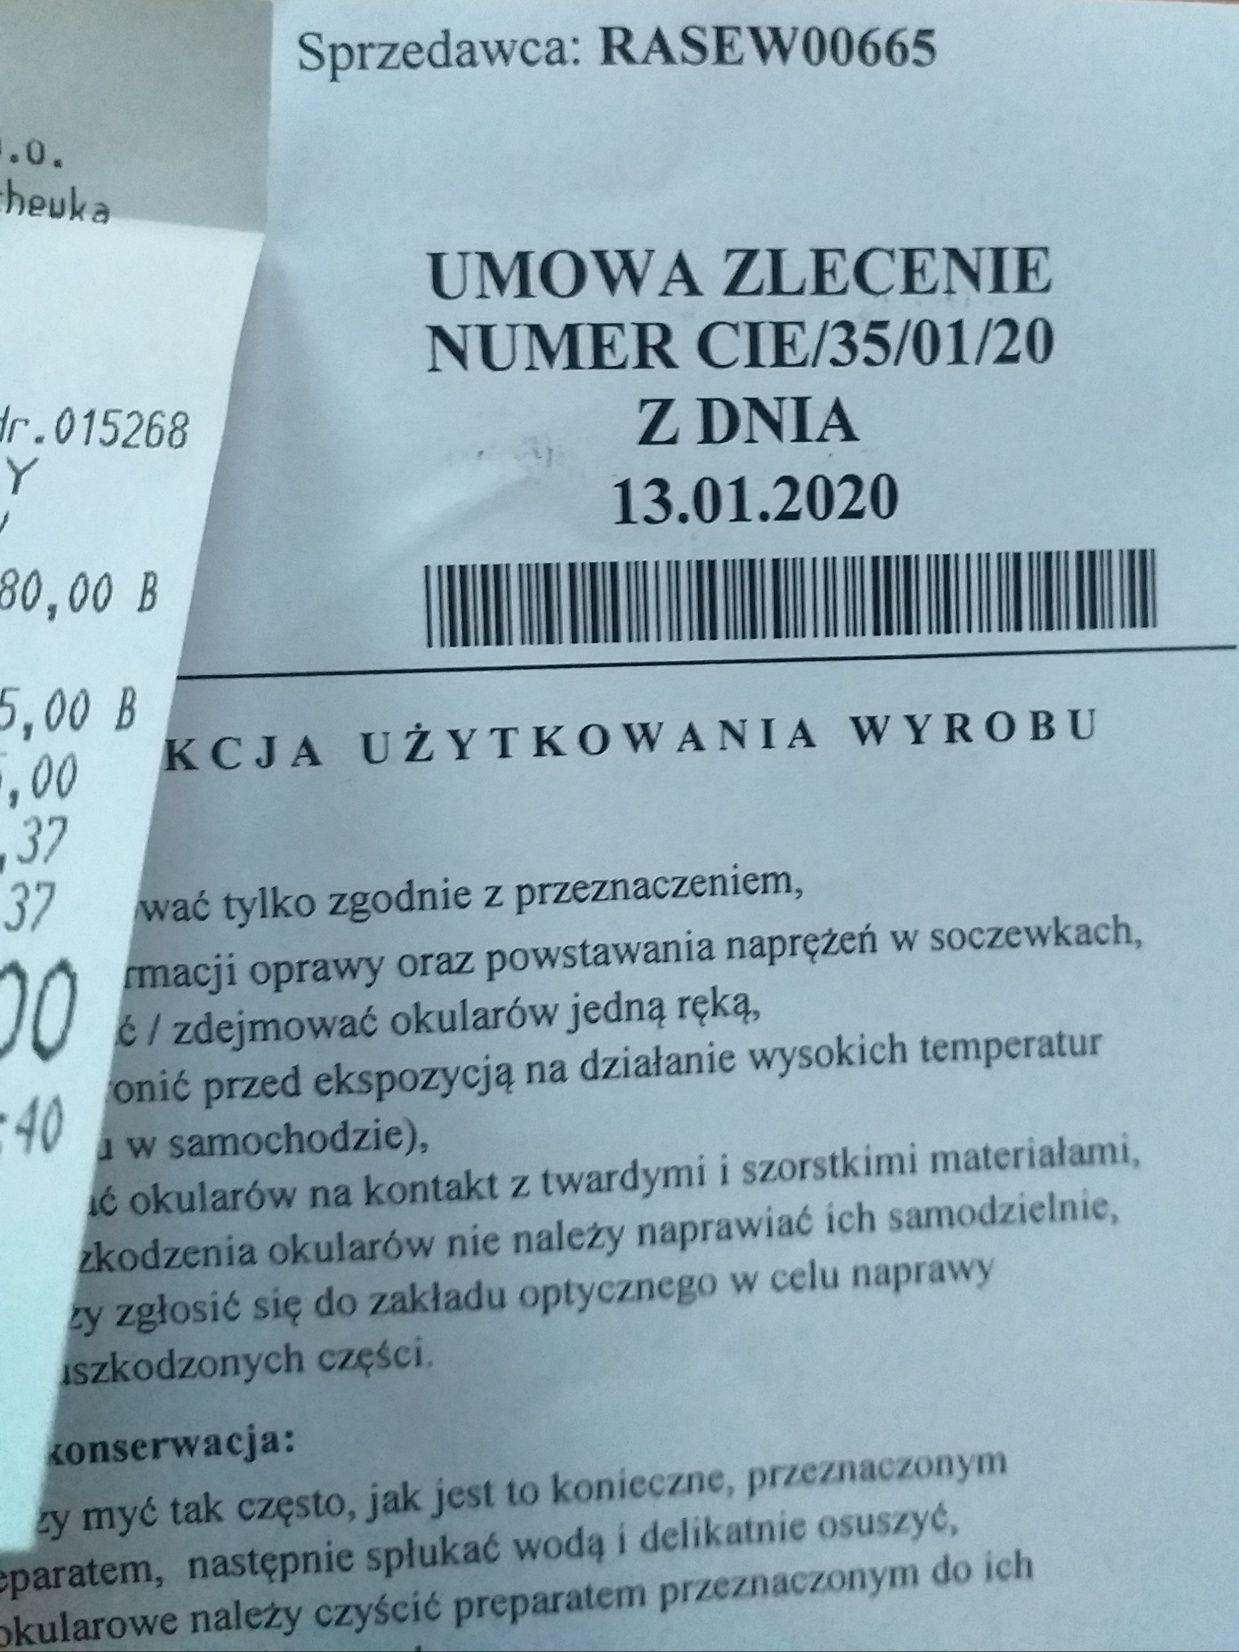 Sprzedawca: RASEW00665
.o.
UMOWA ZLECENIE
NUMER CIE/35/01/20
Z DNIA
13.01.2020
015268
Y
80,00 B
5,00 B
,00
,37
37
00
:40
KCJA UŻYTKOWANIA WYROBU
wać tylko zgodnie z przeznaczeniem,
rmacji oprawy oraz powstawania naprężeń w soczewkach,
ć / zdejmować okularów jedną ręką,
onić przed ekspozycją na działanie wysokich temperatur
w samochodzie),
ać okularów na kontakt z twardymi i szorstkimi materiałami,
zkodzenia okularów nie należy naprawiać ich samodzielnie,
zy zgłosić się do zakładu optycznego w celu naprawy
uszkodzonych części.
konserwacja:
zy myć tak często, jak jest to konieczne, przeznaczonym
eparatem, następnie spłukać wodą i delikatnie osuszyć,
okularowe należy czyścić preparatem przeznaczonym do ich